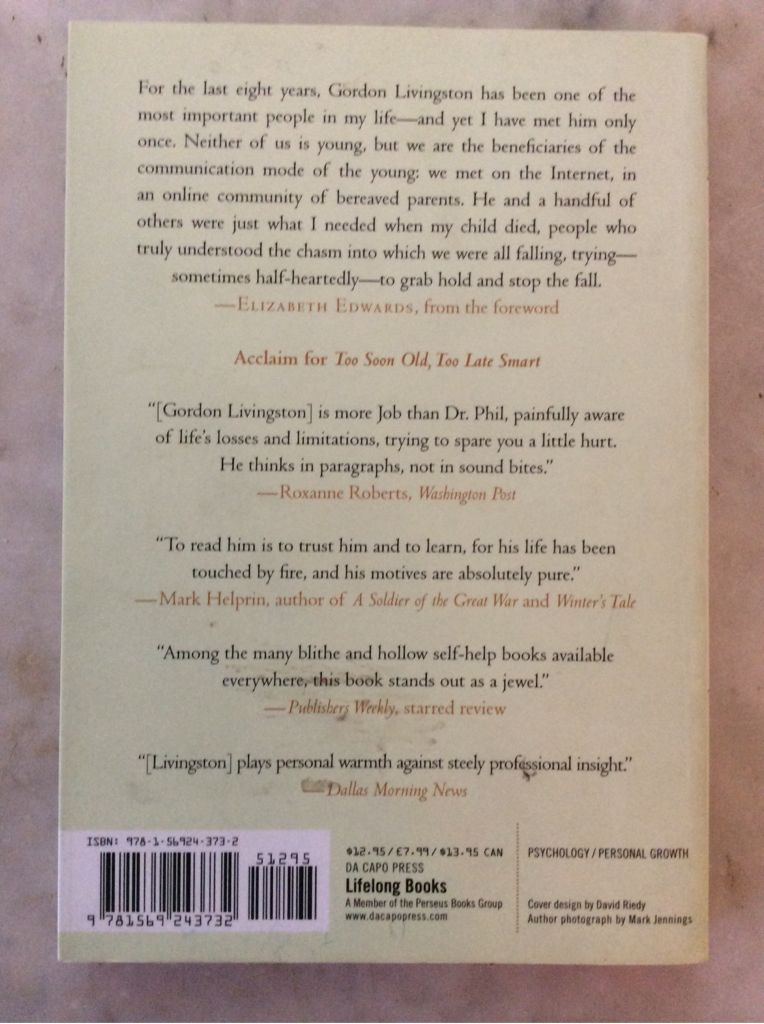 For the last eight years, Gordon Livingston has been one of the
most important people in my life—and yet I have met him only
once. Neither of us is young, but we are the beneficiaries of the
communication mode of the young: we met on the Internet, in
an online community of bereaved parents. He and a handful of
others were just what I needed when my child died, people who
truly understood the chasm into which we were all falling, trying—
sometimes half-heartedly—to grab hold and stop the fall.
—ELIZABETH EDWARDS, from the foreword
Acclaim for Too Soon Old, Too Late Smart
“[Gordon Livingston] is more Job than Dr. Phil, painfully aware
of life’s losses and limitations, trying to spare you a little hurt.
He thinks in paragraphs, not in sound bites.”
—Roxanne Roberts, Washington Post
“To read him is to trust him and to learn, for his life has been
touched by fire, and his motives are absolutely pure.”
—Mark Helprin, author of A Soldier of the Great War and Winter’s Tale
“Among the many blithe and hollow self-help books available
everywhere, this book stands out as a jewel.”
—Publishers Weekly, starred review
“[Livingston] plays personal warmth against steely professional insight.”
—Dallas Morning News
ISBN: 978-1-56924-373-2
51295
9 781569 243732
$12.95/£7.99/$13.95 CAN
DA CAPO PRESS
Lifelong Books
A Member of the Perseus Books Group
www.dacapopress.com
PSYCHOLOGY/PERSONAL GROWTH
Cover design by David Riedy
Author photograph by Mark Jennings